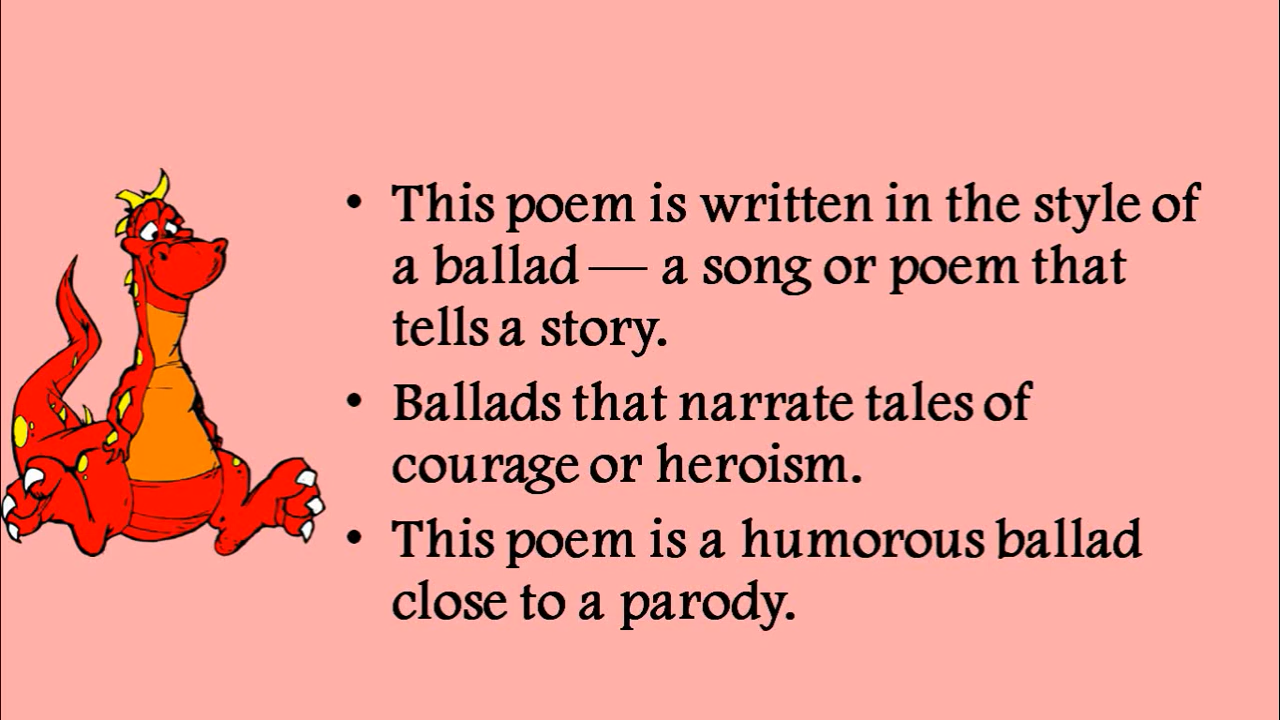 • This poem is written in the style of
a ballad — a song or poem that
tells a story.
• Ballads that narrate tales of
courage or heroism.
• This poem is a humorous ballad
close to a parody.